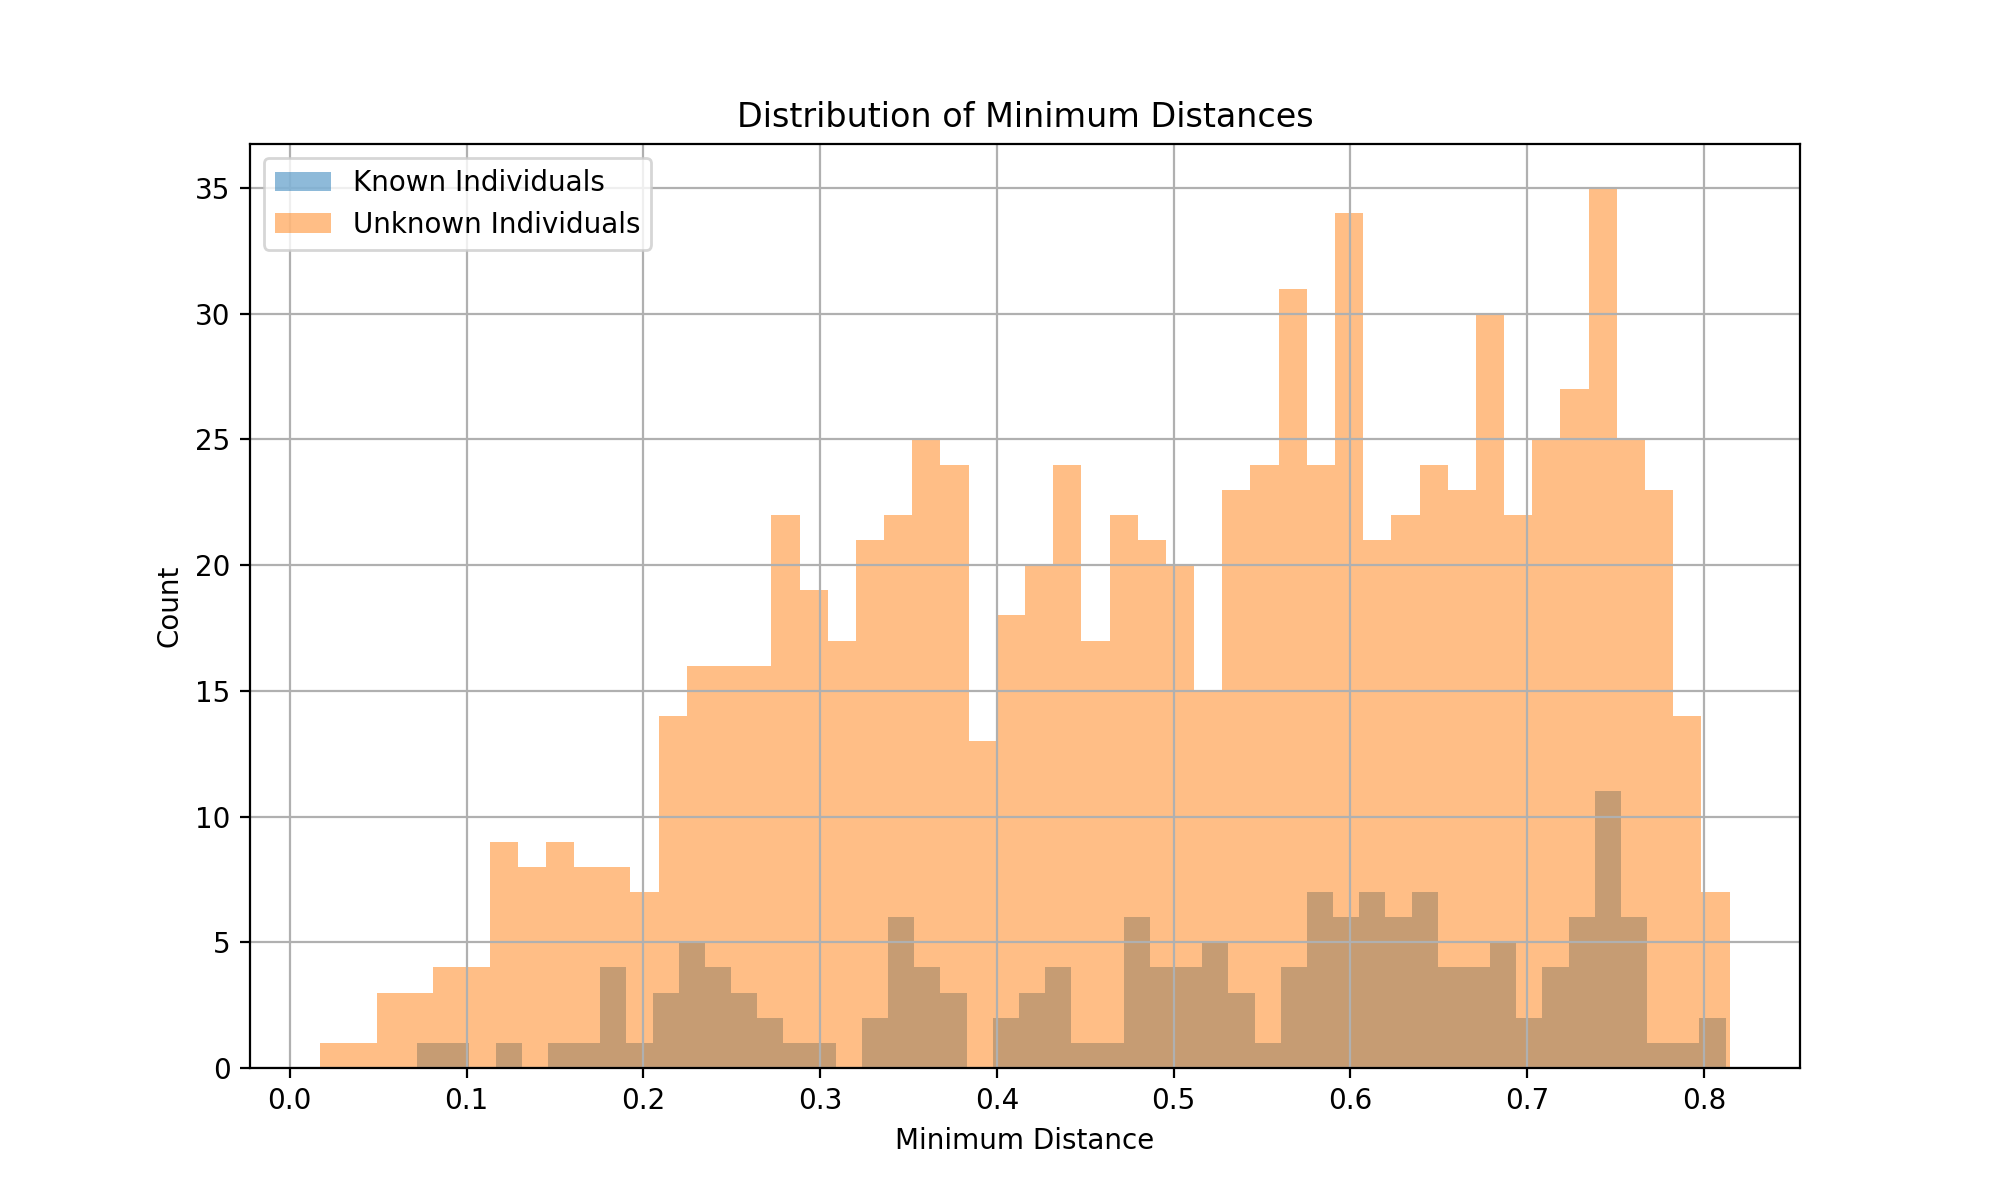 Distribution of Minimum Distances
Known Individuals
Unknown Individuals
35
30
25
20
15
10
5
0
Count
0.0 0.1 0.2 0.3 0.4 0.5 0.6 0.7 0.8
Minimum Distance